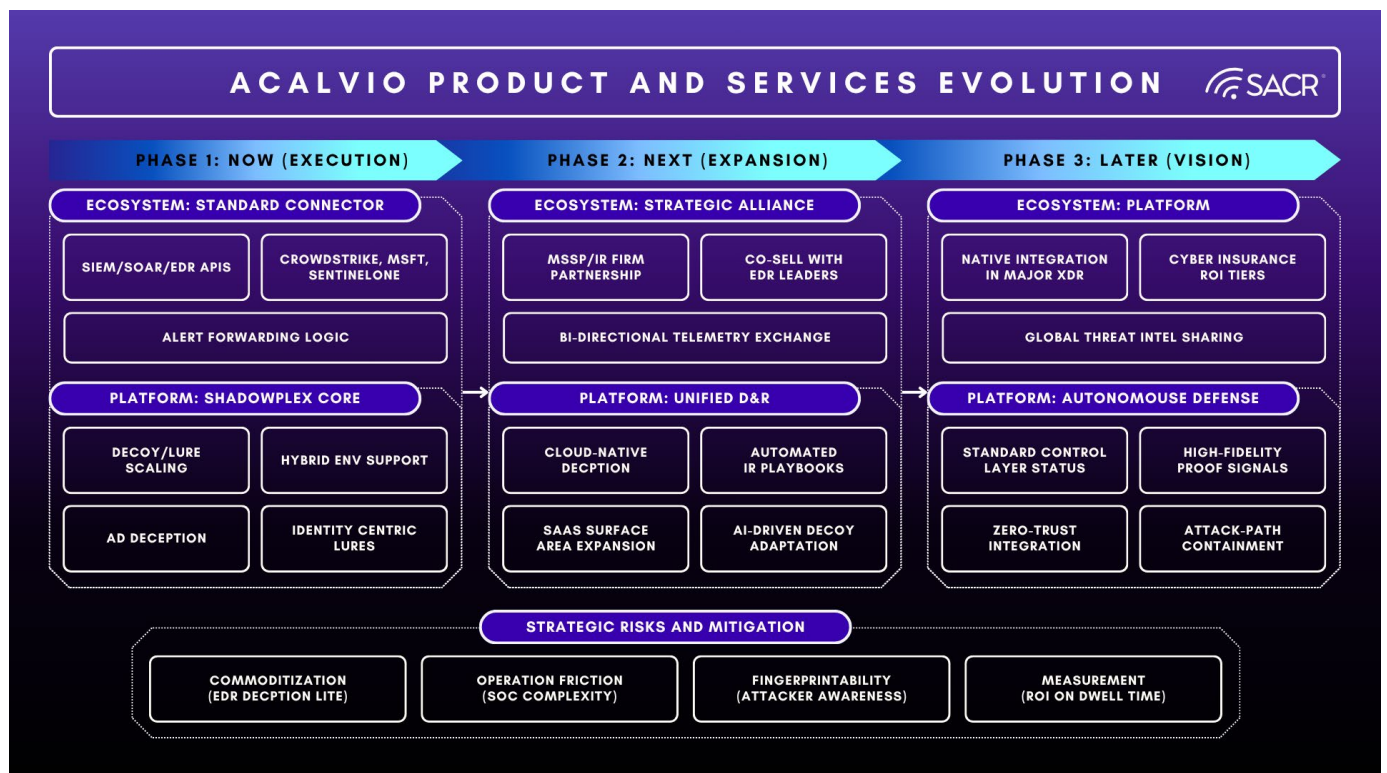 ACALVIO PRODUCT AND SERVICES EVOLUTION
SACR
PHASE 1: NOW (EXECUTION)
PHASE 2: NEXT (EXPANSION)
PHASE 3: LATER (VISION)
ECOSYSTEM: STANDARD CONNECTOR
SIEM/SOAR/EDR APIS
CROWDSTRIKE, MSFT,
SENTINELONE
ALERT FORWARDING LOGIC
PLATFORM: SHADOWPLEX CORE
DECOY/LURE
SCALING
HYBRID ENV SUPPORT
AD DECEPTION
IDENTITY CENTRIC
LURES
ECOSYSTEM: STRATEGIC ALLIANCE
MSSP/IR FIRM
PARTNERSHIP
CO-SELL WITH
EDR LEADERS
BI-DIRECTIONAL TELEMETRY EXCHANGE
PLATFORM: UNIFIED D&R
CLOUD-NATIVE
DECPTION
AUTOMATED
IR PLAYBOOKS
SAAS SURFACE
AREA EXPANSION
AI-DRIVEN DECOY
ADAPTATION
ECOSYSTEM: PLATFORM
NATIVE INTEGRATION
IN MAJOR XDR
CYBER INSURANCE
ROI TIERS
GLOBAL THREAT INTEL SHARING
PLATFORM: AUTONOMOUSE DEFENSE
STANDARD CONTROL
LAYER STATUS
HIGH-FIDELITY
PROOF SIGNALS
ZERO-TRUST
INTEGRATION
ATTACK-PATH
CONTAINMENT
STRATEGIC RISKS AND MITIGATION
COMMODITIZATION
(EDR DECPTION LITE)
OPERATION FRICTION
(SOC COMPLEXITY)
FINGERPRINTABILITY
(ATTACKER AWARENESS)
MEASUREMENT
(ROI ON DWELL TIME)